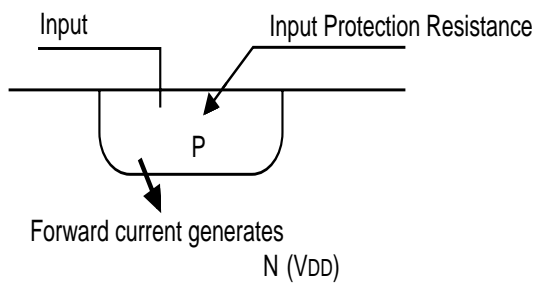 Input
Input Protection Resistance
P
Forward current generates
N (VDD)